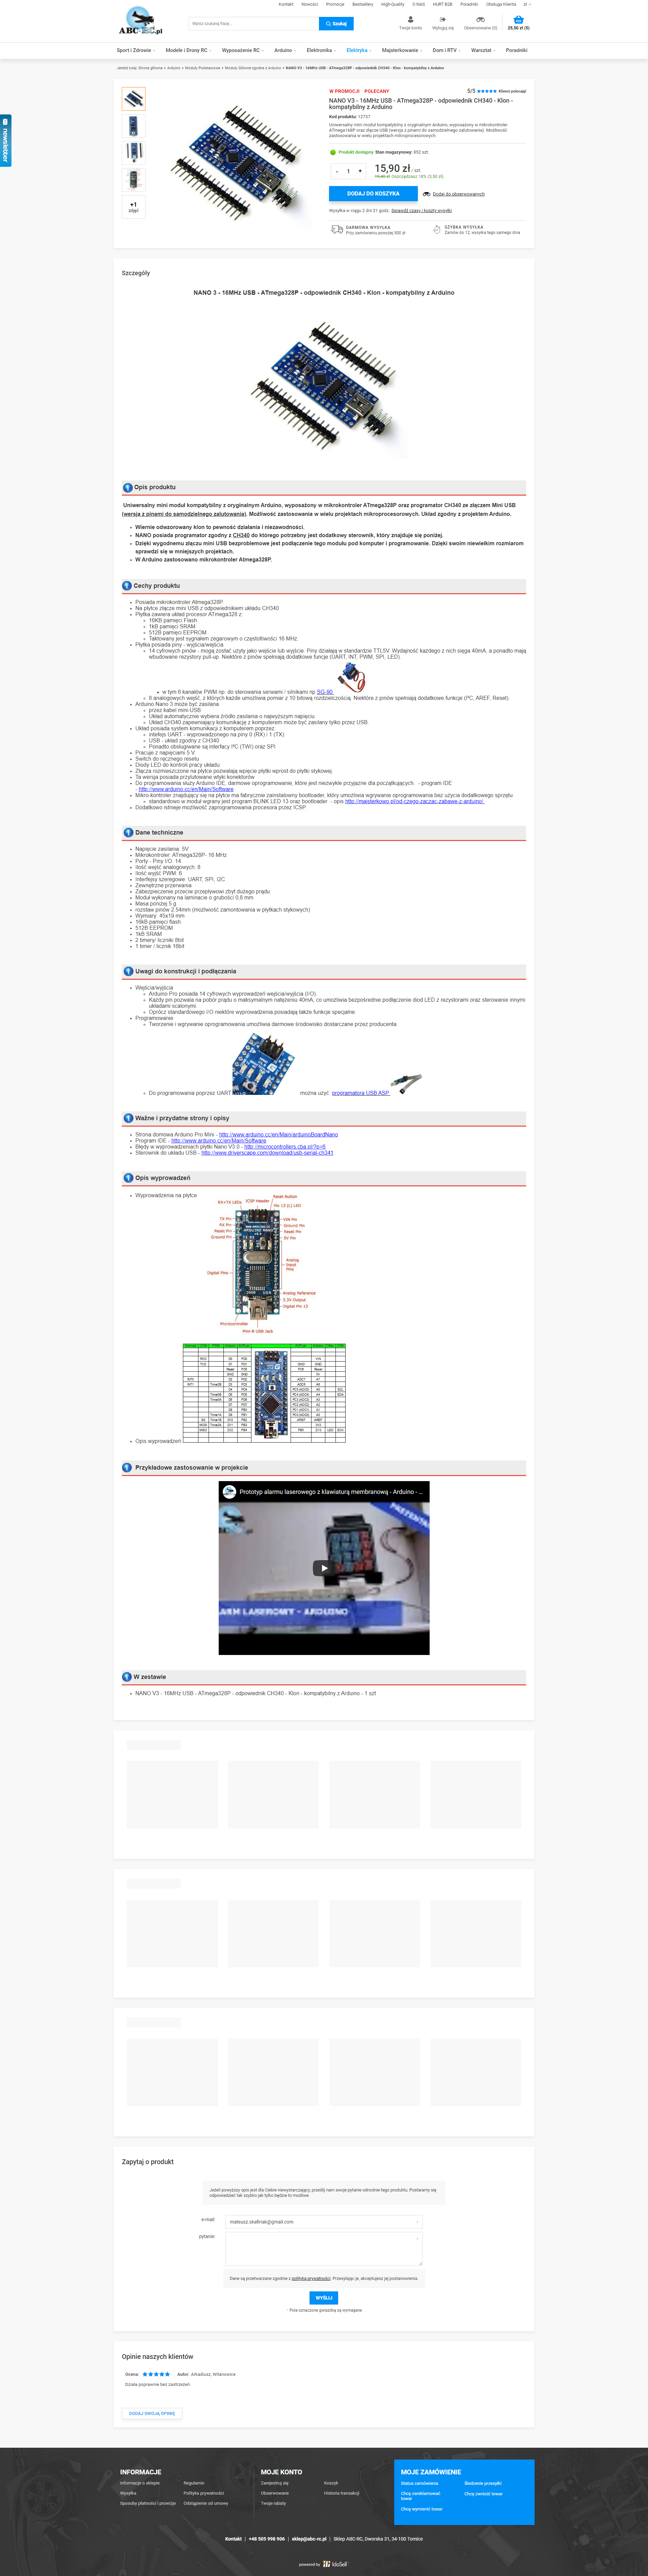 Kontakt Nowości Promocje Bestsellery High-Quality O NAS HURT B2B Poradniki Obsługa Klienta zł
ABC-RC.pl
Wpisz szukaną frazę...
Szukaj
Twoje konto Wyloguj się Obserwowane (0) 25,50 zł (5)
Sport i Zdrowie Modele i Drony RC Wyposażenie RC Arduino Elektronika Elektryka Majsterkowanie Dom i RTV Warsztat Poradniki
newsletter
Jesteś tutaj: Strona główna > Arduino > Moduły Podstawowe > Moduły Główne zgodne z Arduino > NANO V3 - 16MHz USB - ATmega328P - odpowiednik CH340 - Klon - kompatybilny z Arduino
+1
zdjęć
W PROMOCJI POLECANY
5/5
NANO V3 - 16MHz USB - ATmega328P - odpowiednik CH340 - Klon - kompatybilny z Arduino
Kod produktu: 12737
Uniwersalny mini moduł kompatybilny z oryginalnym Arduino, wyposażony w mikrokontroler ATmega168P oraz złącze USB (wersja z pinami do samodzielnego zalutowania). Możliwość zastosowania w wielu projektach mikroprocesorowych
Produkt dostępny Stan magazynowy: 652 szt.
- 1 +
15,90 zł / szt.
19,40 zł Oszczędzasz 18% (3,50 zł).
DODAJ DO KOSZYKA
Dodaj do obserwowanych
Wysyłka w ciągu 2 dni 21 godz. Sprawdź czasy i koszty wysyłki
DARMOWA WYSYŁKA
Przy zamówieniu powyżej 500 zł
SZYBKA WYSYŁKA
Zamów do 12, wysyłka tego samego dnia
Szczegóły
NANO 3 - 16MHz USB - ATmega328P - odpowiednik CH340 - Klon - kompatybilny z Arduino
Opis produktu
Uniwersalny mini moduł kompatybilny z oryginalnym Arduino, wyposażony w mikrokontroler ATmega328P oraz programator CH340 ze złączem Mini USB
(wersja z pinami do samodzielnego zalutowania). Możliwość zastosowania w wielu projektach mikroprocesorowych. Układ zgodny z projektem Arduino.
Wiernie odwzorowany klon to pewność działania i niezawodności.
NANO posiada programator zgodny z CH340 do którego potrzebny jest dodatkowy sterownik, który znajduje się poniżej.
Dzięki wygodnemu złączu mini USB bezproblemowe jest podłączenie tego modułu pod komputer i programowanie. Dzięki swoim niewielkim rozmiarom
sprawdzi się w mniejszych projektach.
W Arduino zastosowano mikrokontroler Atmega328P.
Cechy produktu
Posiada mikrokontroler Atmega328P
Na płytce złącze mini USB z odpowiednikiem układu CH340
Płytka zawiera układ procesor ATmega328 z:
16KB pamięci Flash
1kB pamięci SRAM
512B pamięci EEPROM
Taktowany jest sygnałem zegarowym o częstotliwości 16 MHz.
Płytka posiada piny - wyjścia/wejścia
14 cyfrowych pinów - mogą zostać użyty jako wejście lub wyjście. Piny działają w standardzie TTL5V. Wydajność każdego z nich sięga 40mA, a ponadto mają
wbudowane rezystory pull-up. Niektóre z pinów spełniają dodatkowe funkcje (UART, INT, PWM, SPI, LED).
w tym 6 kanałów PWM np. do sterowania serwami / silnikami np SG-90
8 analogowych wejść, z których każde umożliwia pomiar z 10 bitową rozdzielczością. Niektóre z pinów spełniają dodatkowe funkcje (I²C, AREF, Reset).
Arduino Nano 3 może być zasilana
przez kabel mini-USB
Układ automatycznie wybiera źródło zasilania o najwyższym napięciu.
Układ CH340 zapewniający komunikację z komputerem może być zasilany tylko przez USB.
Układ posiada system komunikacji z komputerem poprzez:
intefejs UART - wyprowadzonego na piny 0 (RX) i 1 (TX).
USB - układ zgodny z CH340
Ponadto obsługiwane są interfejsy I²C (TWI) oraz SPI
Pracuje z napięciami 5 V.
Switch do ręcznego resetu
Diody LED do kontroli pracy układu
Złącza rozmieszczone na płytce pozwalają wpięcie płytki wprost do płytki stykowej.
Ta wersja posiada przylutowane wtyki konektorów
Do programowania służy Arduino IDE, darmowe oprogramowanie, które jest niezwykle przyjazne dla początkujących. - program IDE
- http://www.arduino.cc/en/Main/Software
Mikro-kontroler znajdujący się na płytce ma fabrycznie zainstalowny bootloader, który umożliwia wgrywanie oprogramowania bez użycia dodatkowego sprzętu
standardowo w moduł wgrany jest program BLINK LED 13 oraz bootloader - opis http://majsterkowo.pl/od-czego-zaczac-zabawe-z-arduino/
Dodatkowo istnieje możliwość zaprogramowania procesora przez ICSP
Dane techniczne
Napięcie zasilania: 5V
Mikrokontroler: ATmega328P- 16 MHz
Porty - Piny I/O: 14
Ilość wejść analogowych: 8
Ilość wyjść PWM: 6
Interfejsy szeregowe: UART, SPI, I2C
Zewnętrzne przerwania
Zabezpieczenie przeciw przepływowi zbyt dużego prądu
Moduł wykonany na laminacie o grubości 0,8 mm
Masa poniżej 5 g.
rozstaw pinów 2.54mm (możliwość zamontowania w płytkach stykowych)
Wymiary: 45x19 mm
16kB pamięci flash
512B EEPROM
1kB SRAM
2 timery/ liczniki 8bit
1 timer / licznik 16bit
Uwagi do konstrukcji i podłączania
Wejścia/wyjścia
Arduino Pro posiada 14 cyfrowych wyprowadzeń wejścia/wyjścia (I/O).
Każdy pin pozwala na pobór prądu o maksymalnym natężeniu 40mA, co umożliwia bezpośrednie podłączenie diod LED z rezystorami oraz sterowanie innymi
układami scalonymi.
Oprócz standardowego I/O niektóre wyprowadzenia posiadają także funkcje specjalne.
Programowanie
Tworzenie i wgrywanie oprogramowania umożliwia darmowe środowisko dostarczane przez producenta
Do programowania poprzez UART można użyć programatora USB ASP
Ważne i przydatne strony i opisy
Strona domowa Arduino Pro Mini - http://www.arduino.cc/en/Main/arduinoBoardNano
Program IDE - http://www.arduino.cc/en/Main/Software
Błędy w wyprowadzeniach płytki Nano V3.0 - http://microcontrollers.cba.pl/?p=6
Sterownik do układu USB - http://www.driverscape.com/download/usb-serial-ch341
Opis wyprowadzeń
Wyprowadzenia na płytce
RX+TX LEDs
ICSP Header
Reset Button
Pin 13 (L) LED
TX Pin
RX Pin
Reset Pin
Ground Pin
VIN Pin
Ground Pin
Reset Pin
5V Pin
Digital Pins
Analog
Input
Pins
Analog Reference
3.3V Output
Digital Pin 13
Microcontroller
Mini-B USB Jack
Opis wyprowadzeń
Przykładowe zastosowanie w projekcie
Prototyp alarmu laserowego z klawiaturą membranową - Arduino - ...
W zestawie
NANO V3 - 16MHz USB - ATmega328P - odpowiednik CH340 - Klon - kompatybilny z Arduino - 1 szt
Zapytaj o produkt
Jeżeli powyższy opis jest dla Ciebie niewystarczający, prześlij nam swoje pytanie odnośnie tego produktu. Postaramy się odpowiedzieć tak szybko jak tylko będzie to możliwe.
e-mail:
mateusz.skalbniak@gmail.com
pytanie:
Dane są przetwarzane zgodnie z polityką prywatności. Przesyłając je, akceptujesz jej postanowienia.
WYŚLIJ
Pola oznaczone gwiazdką są wymagane
Opinie naszych klientów
Ocena: Autor: Arkadiusz, Witanowice
Działa poprawnie bez zastrzeżeń.
DODAJ SWOJĄ OPINIĘ
INFORMACJE
Informacje o sklepie Regulamin
Wysyłka Polityka prywatności
Sposoby płatności i prowizje Odstąpienie od umowy
MOJE KONTO
Zarejestruj się Koszyk
Obserwowane Historia transakcji
Twoje rabaty
MOJE ZAMÓWIENIE
Status zamówienia Śledzenie przesyłki
Chcę zareklamować towar Chcę zwrócić towar
Chcę wymienić towar
Kontakt | +48 505 998 906 | sklep@abc-rc.pl | Sklep ABC-RC, Dworska 31, 34-100 Tomice
powered by IdoSell